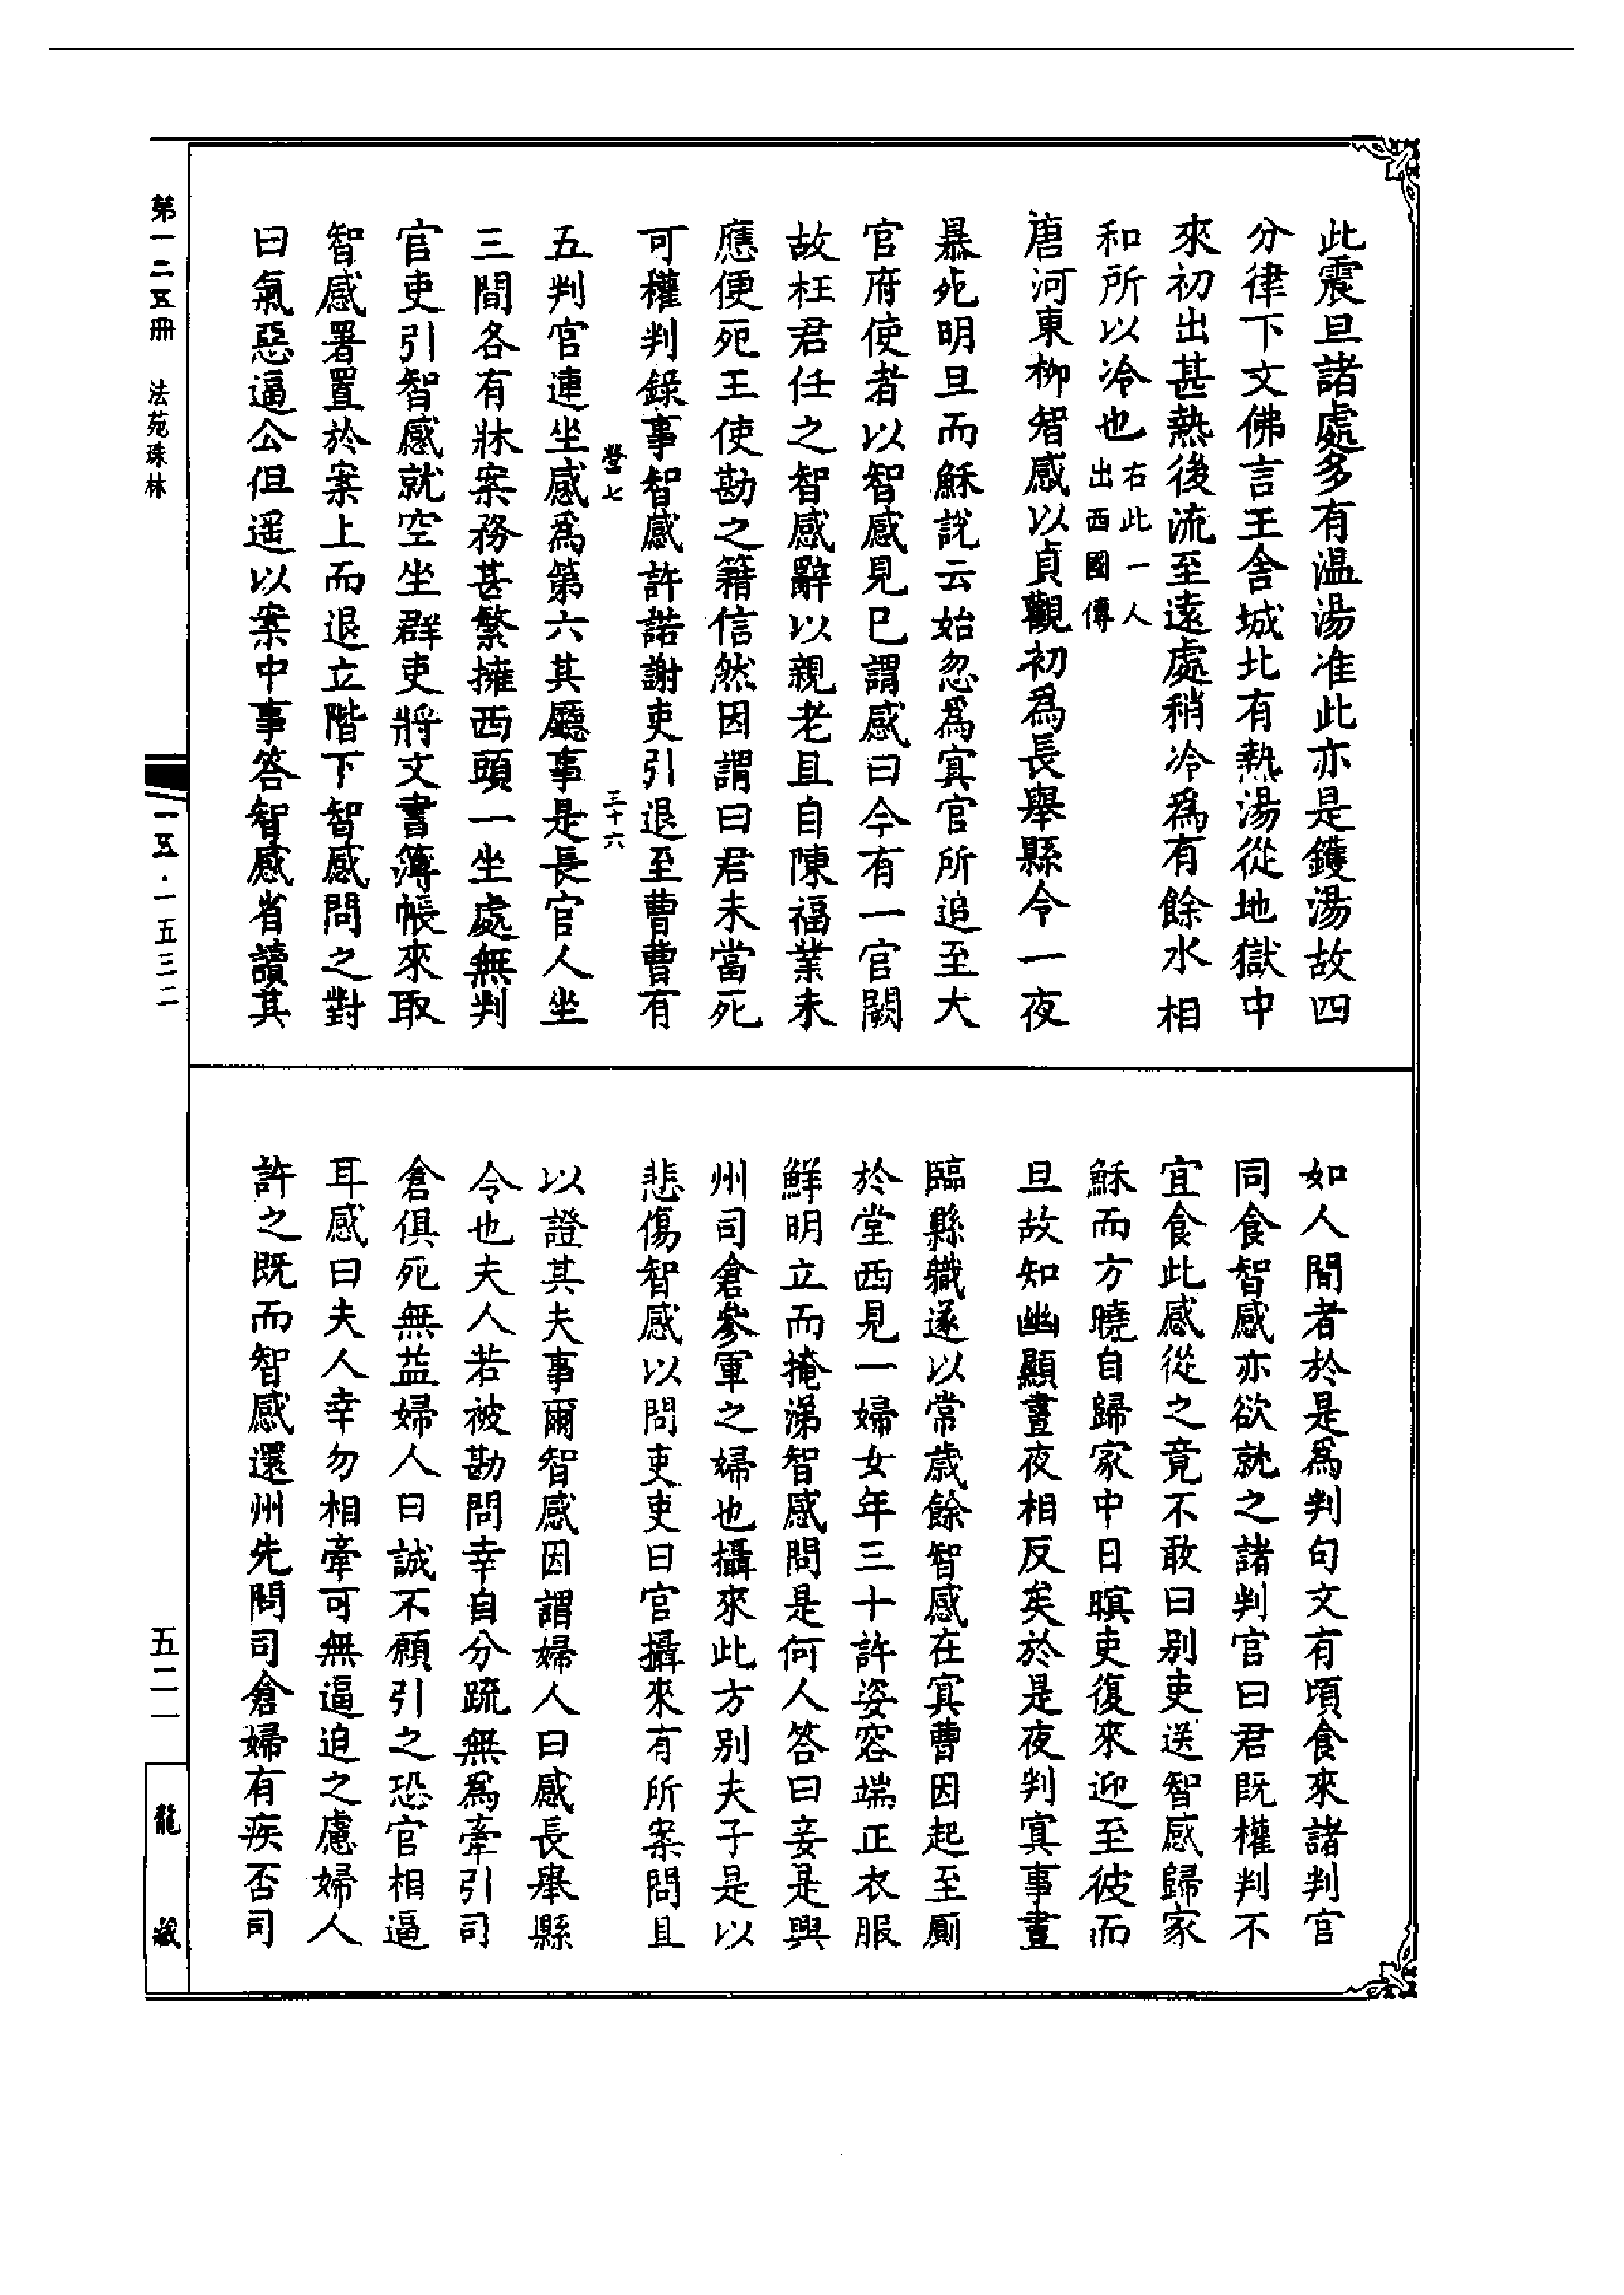 此震旦諸處多有温湯准此亦是鑊湯故四
分律下文佛言王舍城北有熱湯從地獄中
來初出甚熱後流至遠處稍冷爲有餘水相
和所以冷也右此一人
出西國傳
唐河東柳智感以貞觀初爲長舉縣令一夜
暴死明旦而穌說云始忽爲冥官所追至大
官府使者以智感見巳謂感曰今有一官闕
故枉君任之智感辭以親老且自陳福業未
應便死王使勘之籍信然因謂曰君未當死
可權判錄事智感許諾謝吏引退至曹曹有
營七 三十六
五判官連坐感爲第六其廳事是長官人坐
三間各有牀案務甚繁擁西頭一坐處無判
官吏引智感就空坐群吏將文書簿帳來取
智感署置於案上而退立階下智感問之對
曰氣惡逼公但遥以案中事答智感省讀其
如人間者於是爲判句文有頃食來諸判官
同食智感亦欲就之諸判官曰君既權判不
宜食此感從之竟不敢曰别吏送智感歸家
穌而方曉自歸家中日暝吏復來迎至彼而
旦故知幽顯晝夜相反矣於是夜判冥事晝
臨縣職遂以常歲餘智感在冥曹因起至厠
於堂西見一婦女年三十許姿容端正衣服
鮮明立而掩涕智感問是何人答曰妾是興
州司倉參軍之婦也攝來此方别夫子是以
悲傷智感以問吏吏曰官攝來有所案問且
以證其夫事爾智感因謂婦人曰感長舉縣
令也夫人若被勘問幸自分疏無爲牽引司
倉俱死無益婦人曰誠不願引之恐官相逼
耳感曰夫人幸勿相牽可無逼迫之慮婦人
許之既而智感還州先問司倉婦有疾否司
第一二五冊 法苑珠林
一五·一五三二
五二一
龍藏